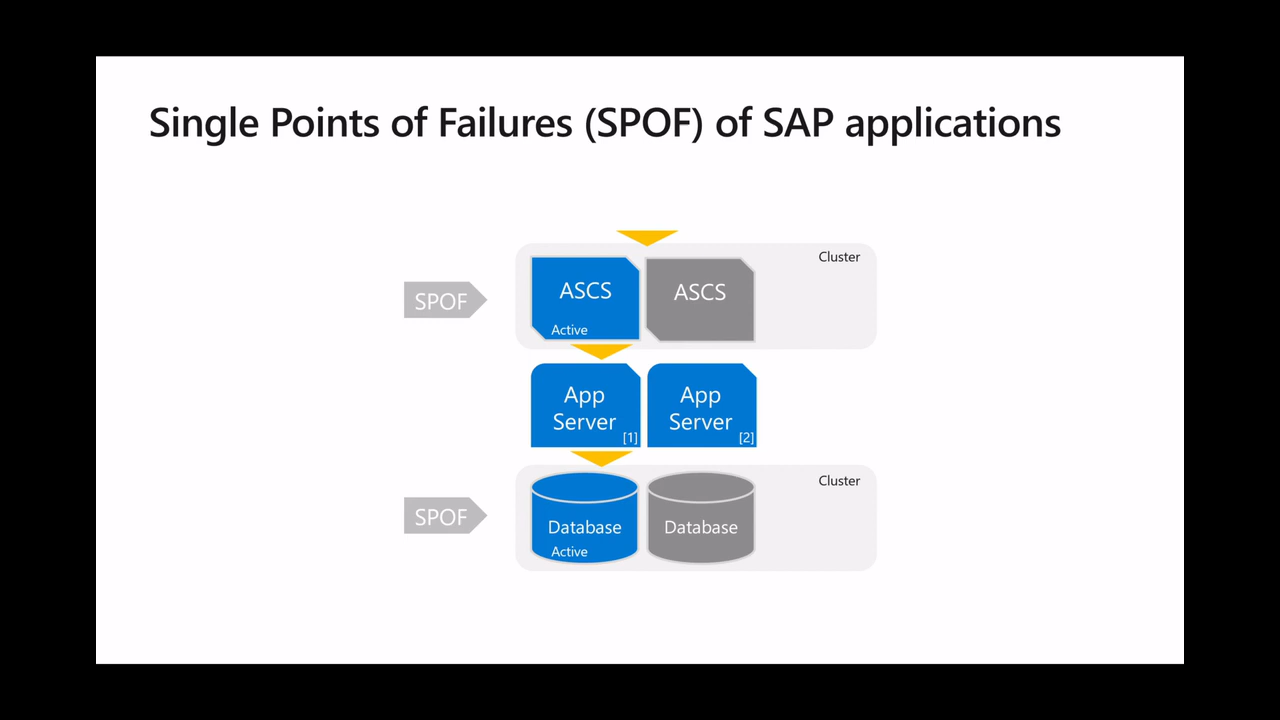 Single Points of Failures (SPOF) of SAP applications
Cluster
SPOF
ASCS
ASCS
Active
App
Server
[1]
App
Server
[2]
Cluster
SPOF
Database
Database
Active